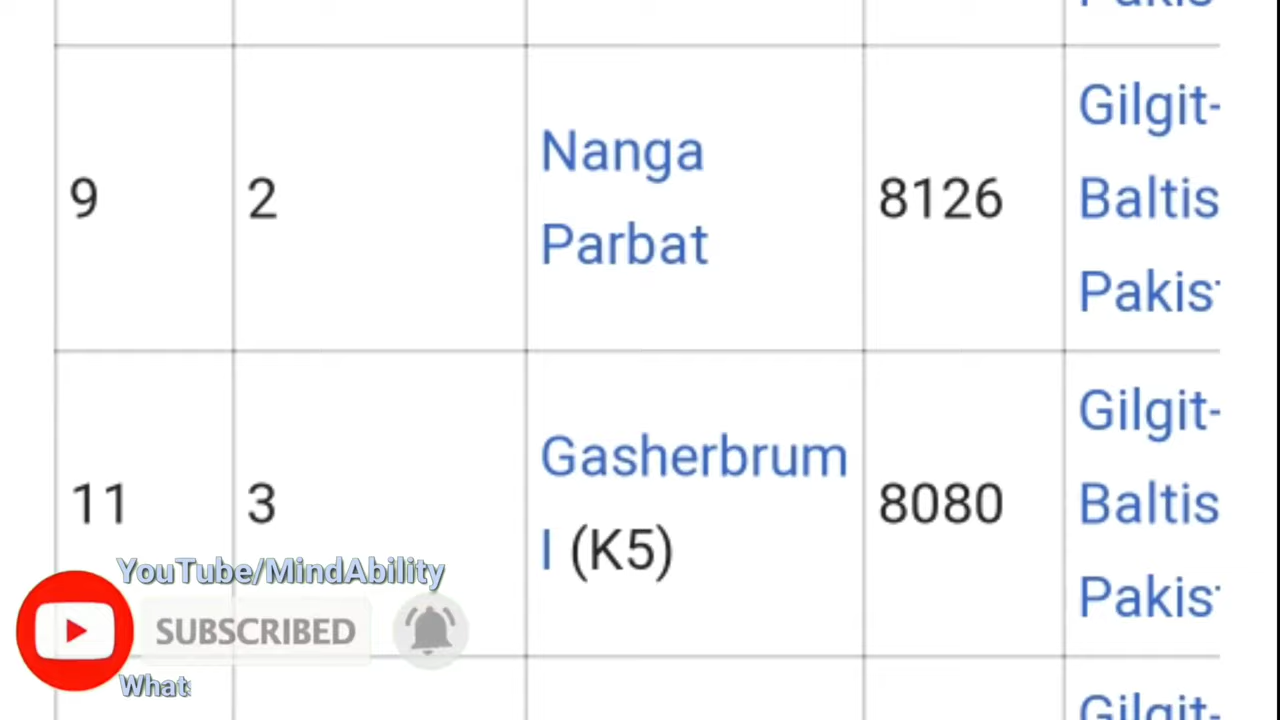 9
2
Nanga
Parbat
8126
Gilgit-
Baltis
Pakis
11
3
Gasherbrum
I (K5)
8080
Gilgit-
Baltis
Pakis
YouTube/MindAbility
SUBSCRIBED
What